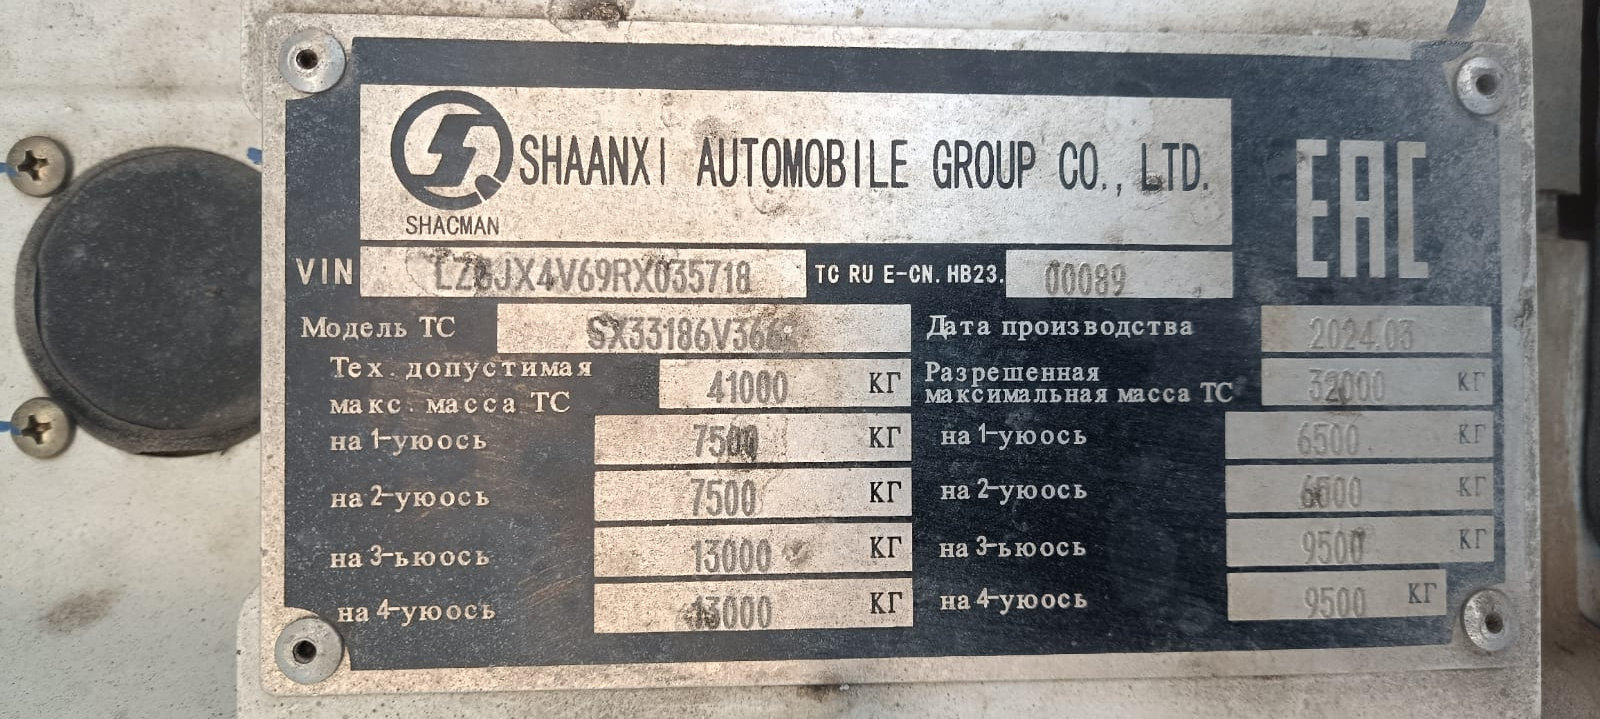 SHAANXI AUTOMOBILE GROUP CO., LTD.
SHACMAN
EAC
VIN LZGJX4V69RX035718 TC RU E-CN.HB23. 00089
Модель ТС SX33186V366 Дата производства 2024.03
Тех. допустимая макс. масса ТС 41000 КГ Разрешенная максимальная масса ТС 32000 КГ
на 1-уюось 7500 КГ на 1-уюось 6500 КГ
на 2-уюось 7500 КГ на 2-уюось 6500 КГ
на 3-ьюось 13000 КГ на 3-ьюось 9500 КГ
на 4-уюось 13000 КГ на 4-уюось 9500 КГ